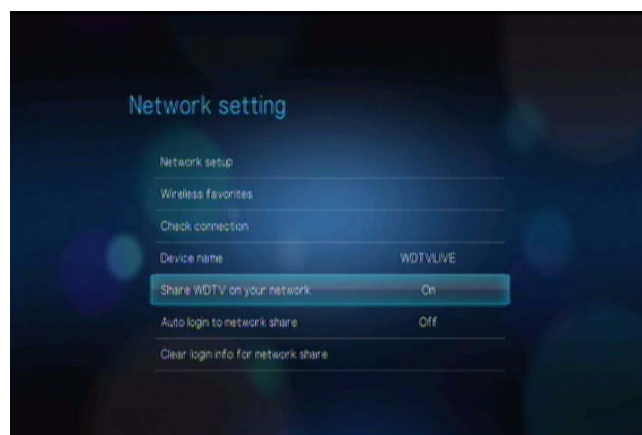 Network setting
Network setup
Wireless favorites
Check connection
Device name WDTVLIVE
Share WDTV on your network On
Auto login to network share Off
Clear login info for network share